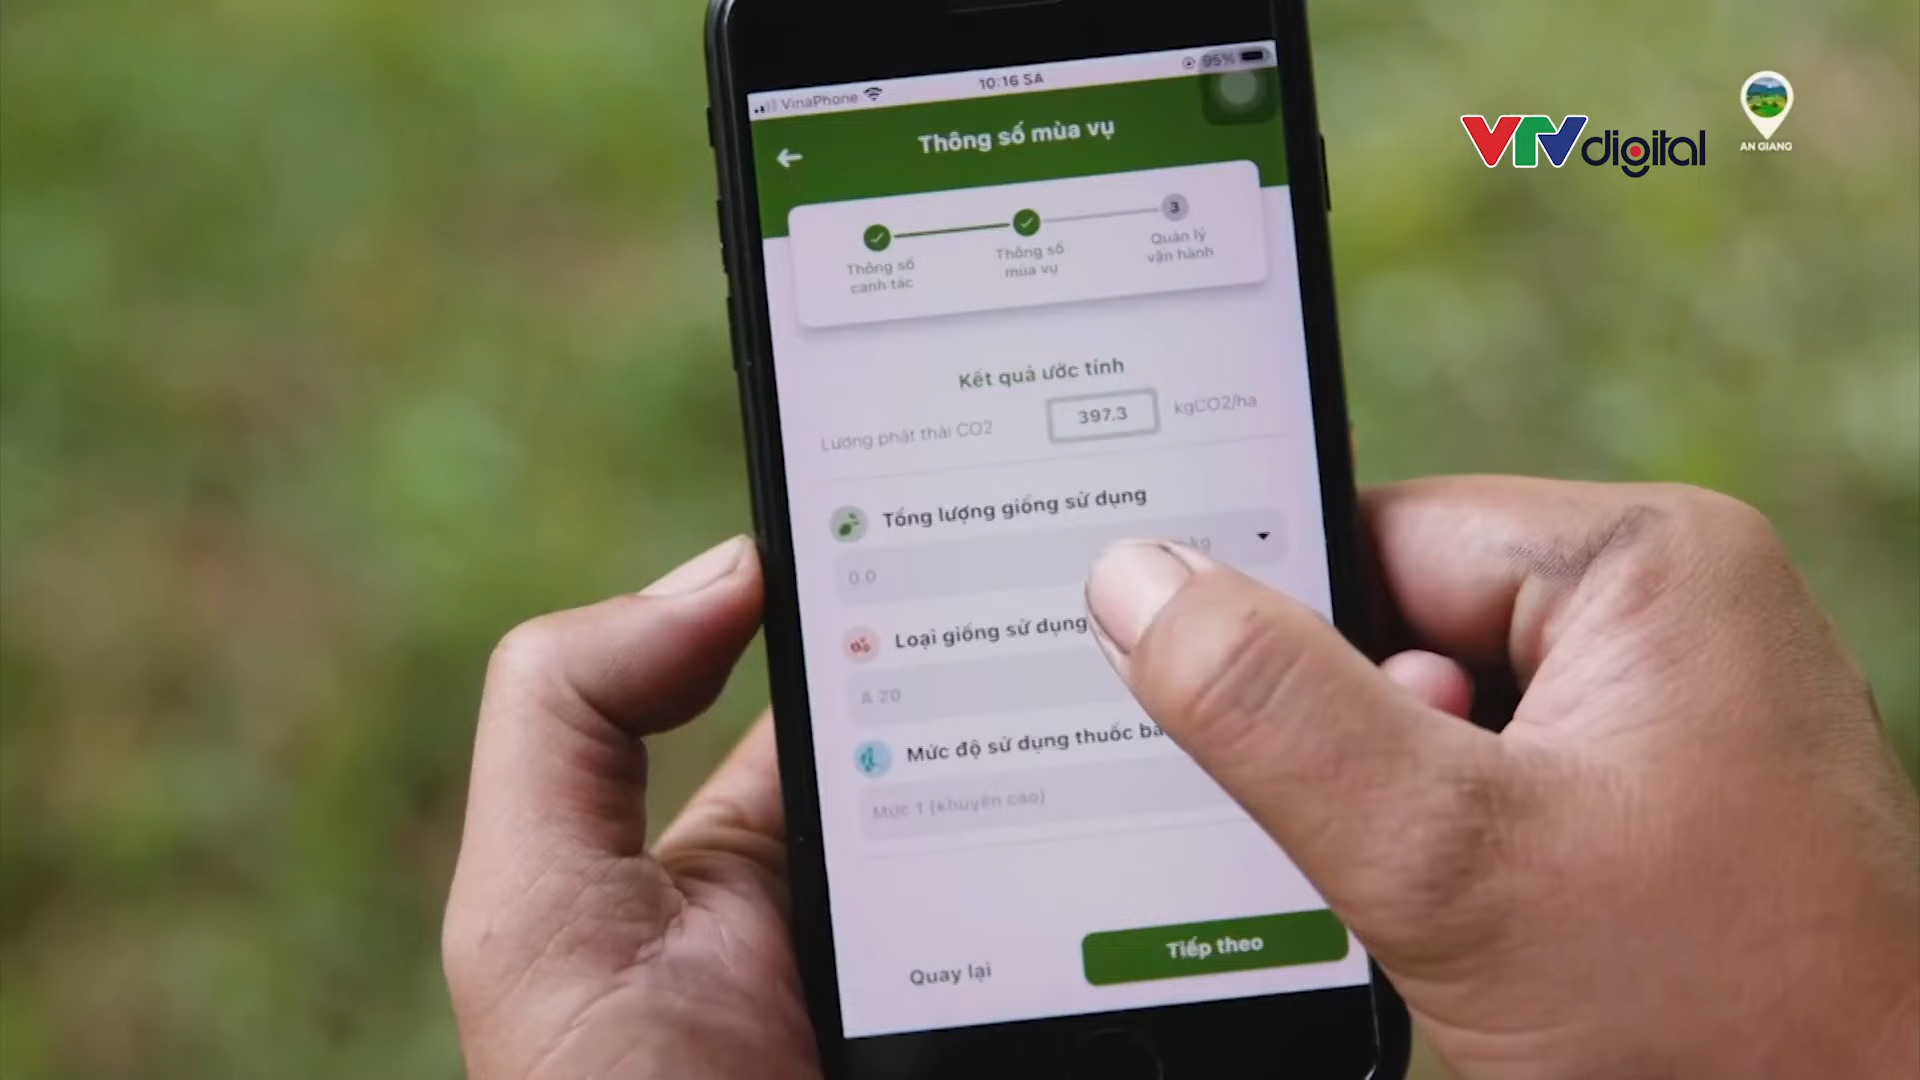 VinaPhone
10:16 SA
95%
Thông số mùa vụ
VTVdigital
AN GIANG
3
Thông số
canh tác
Thông số
mùa vụ
Quản lý
vận hành
Kết quả ước tính
Lượng phát thải CO2
397.3
kgCO2/ha
Tổng lượng giống sử dụng
0.0
kg
Loại giống sử dụng
A 20
Mức độ sử dụng thuốc bả
Mức 1 (khuyến cáo)
Quay lại
Tiếp theo